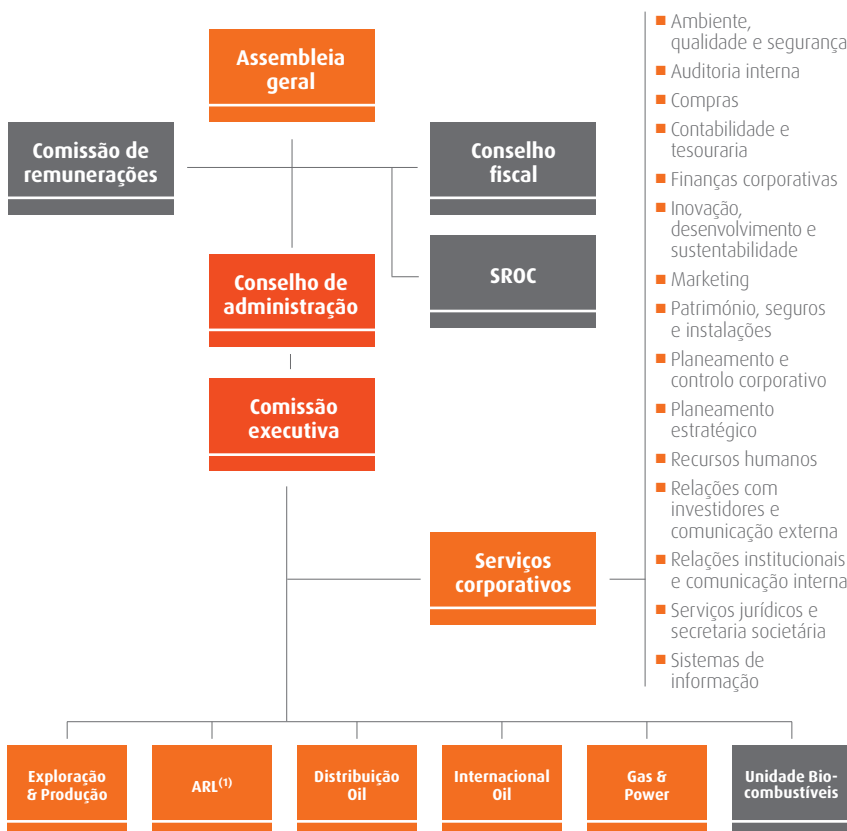 Assembleia
geral
Comissão de
remunerações
Conselho
fiscal
SROC
Conselho de
administração
Comissão
executiva
Serviços
corporativos
Ambiente,
qualidade e segurança
Auditoria interna
Compras
Contabilidade e
tesouraria
Finanças corporativas
Inovação,
desenvolvimento e
sustentabilidade
Marketing
Património, seguros
e instalações
Planeamento e
controlo corporativo
Planeamento
estratégico
Recursos humanos
Relações com
investidores e
comunicação externa
Relações institucionais
e comunicação interna
Serviços jurídicos e
secretaria societária
Sistemas de
informação
Exploração
& Produção
ARL(1)
Distribuição
Oil
Internacional
Oil
Gas &
Power
Unidade Bio-
combustíveis